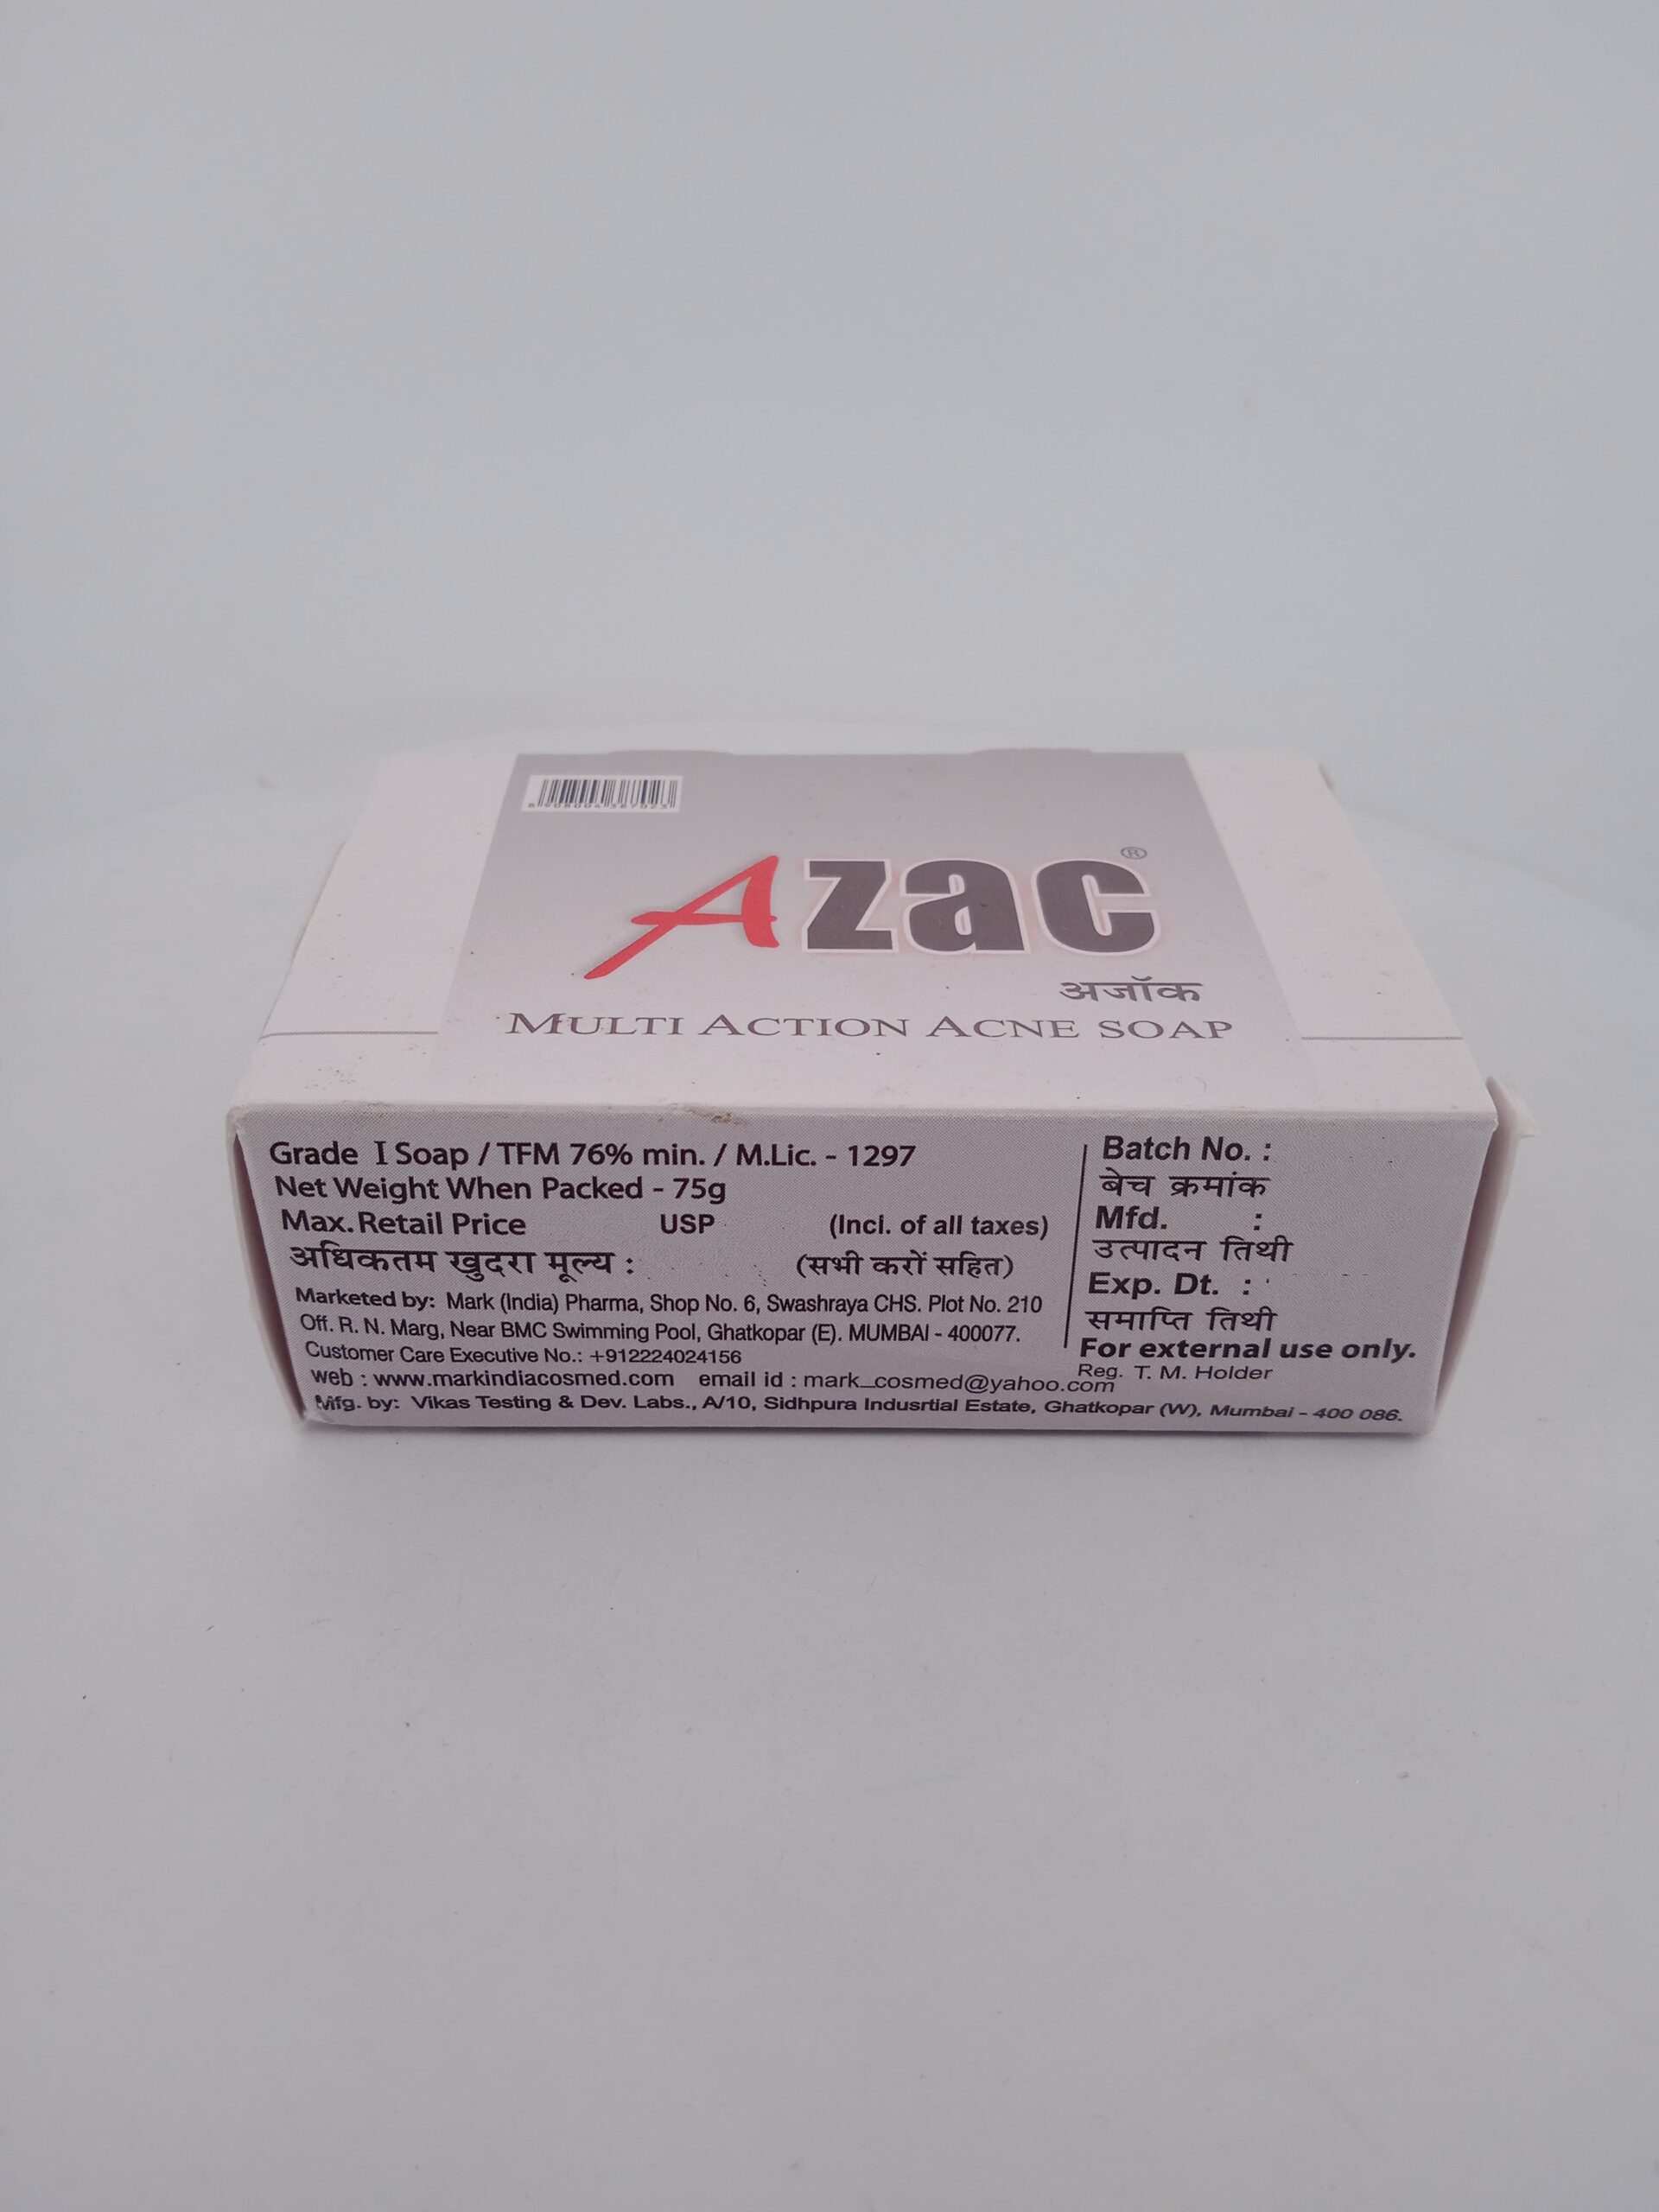 Azac®
अजॉक
MULTI ACTION ACNE SOAP
Grade I Soap / TFM 76% min. / M.Lic. - 1297
Net Weight When Packed - 75g
Max. Retail Price USP (Incl. of all taxes)
अधिकतम खुदरा मूल्य : (सभी करों सहित)
Marketed by: Mark (India) Pharma, Shop No. 6, Swashraya CHS. Plot No. 210
Off. R. N. Marg, Near BMC Swimming Pool, Ghatkopar (E). MUMBAI - 400077.
Customer Care Executive No.: +912224024156
web : www.markindiacosmed.com email id : mark_cosmed@yahoo.com
Mfg. by: Vikas Testing & Dev. Labs., A/10, Sidhpura Indusrtial Estate, Ghatkopar (W), Mumbai - 400 086.
Batch No. :
बेच क्रमांक
Mfd. :
उत्पादन तिथी
Exp. Dt. :
समाप्ति तिथी
For external use only.
Reg. T. M. Holder